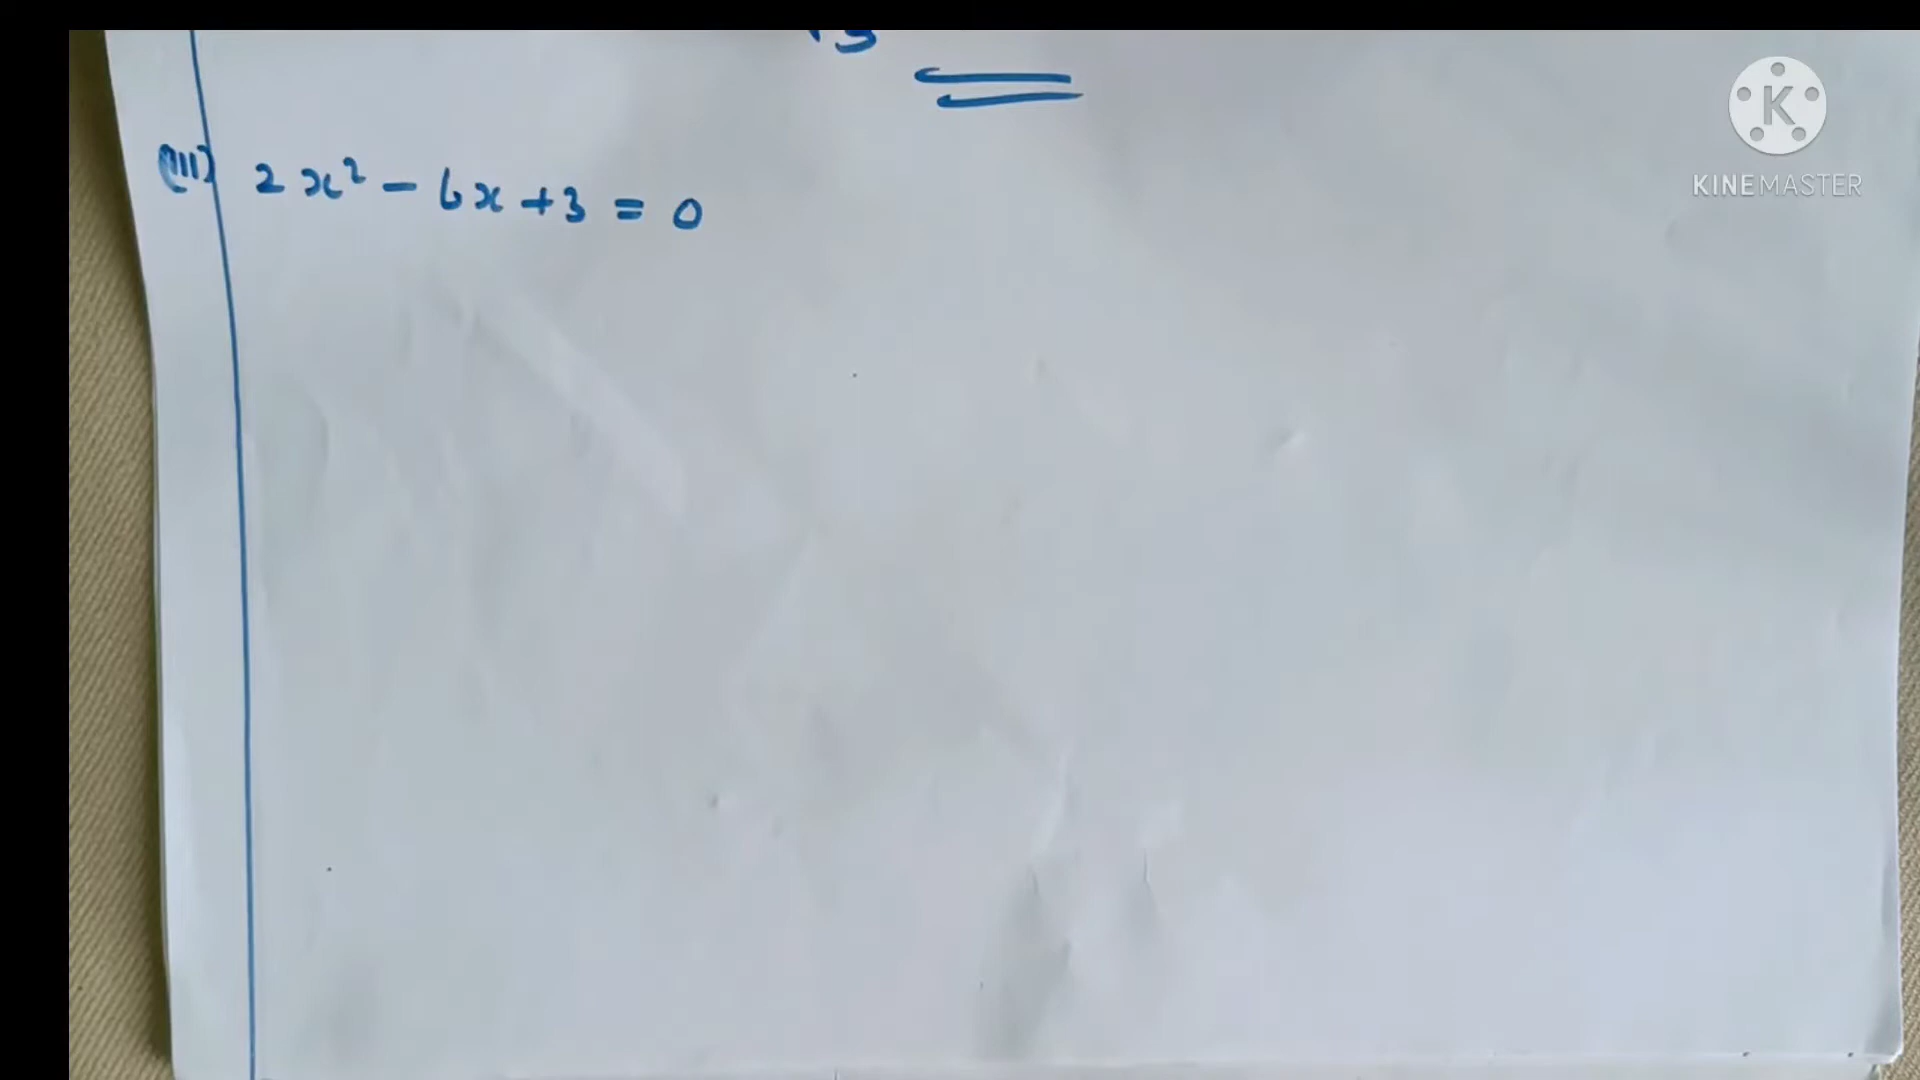 (iii) 2x² - 6x + 3 = 0
KINEMASTER